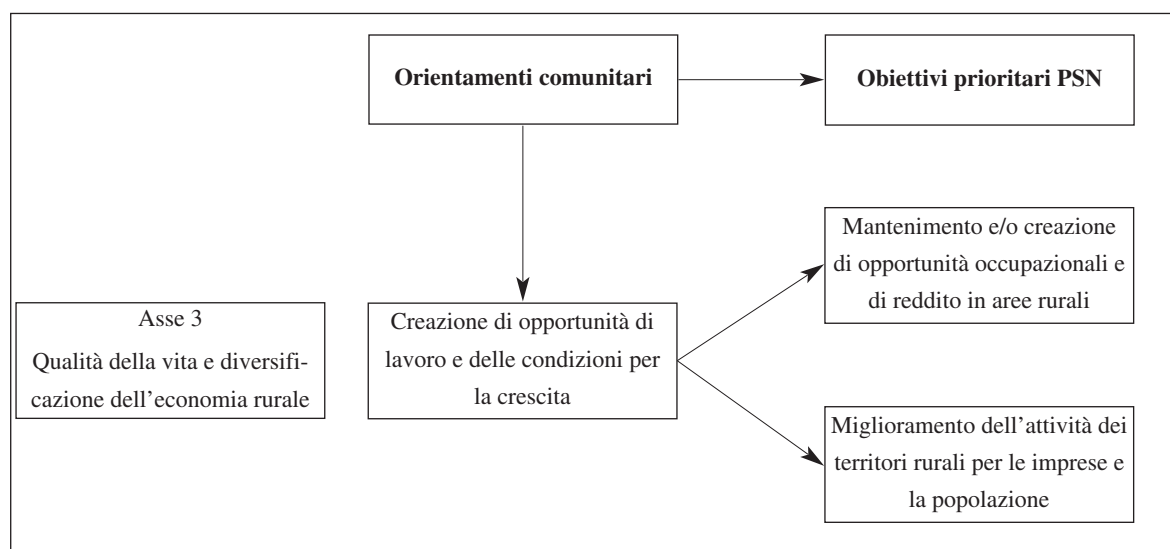 Orientamenti comunitari
Obiettivi prioritari PSN
Mantenimento e/o creazione
di opportunità occupazionali e
di reddito in aree rurali
Asse 3
Qualità della vita e diversifi-
cazione dell’economia rurale
Creazione di opportunità di
lavoro e delle condizioni per
la crescita
Miglioramento dell’attività dei
territori rurali per le imprese e
la popolazione